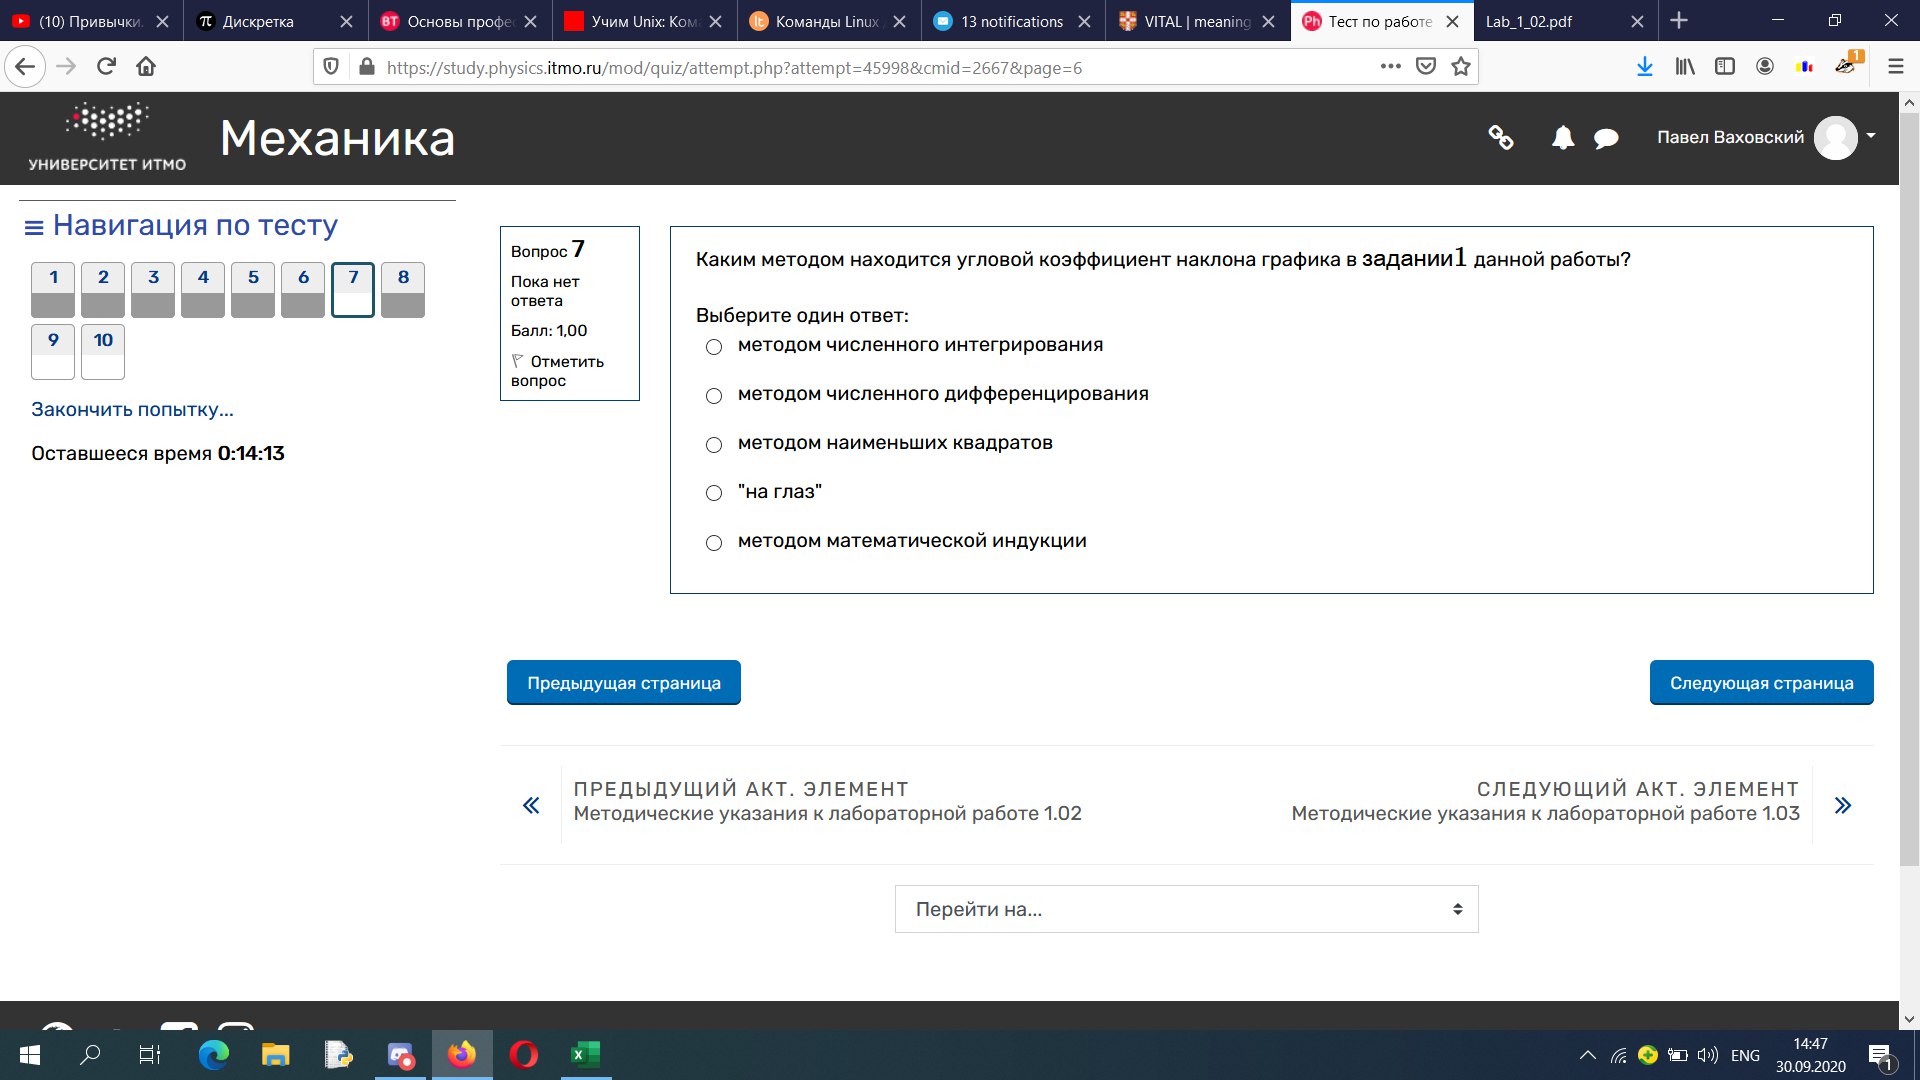 (10) Привычки. Дискретка Основы профес Учим Unix: Ком Команды Linux 13 notifications VITAL | meaning Тест по работе Lab_1_02.pdf
https://study.physics.itmo.ru/mod/quiz/attempt.php?attempt=45998&cmid=2667&page=6
1
УНИВЕРСИТЕТ ИТМО
Механика
Павел Ваховский
Навигация по тесту
1 2 3 4 5 6 7 8
9 10
Закончить попытку...
Оставшееся время 0:14:13
Вопрос 7
Пока нет
ответа
Балл: 1,00
Отметить
вопрос
Каким методом находится угловой коэффициент наклона графика в задании1 данной работы?
Выберите один ответ:
методом численного интегрирования
методом численного дифференцирования
методом наименьших квадратов
"на глаз"
методом математической индукции
Предыдущая страница
Следующая страница
ПРЕДЫДУЩИЙ АКТ. ЭЛЕМЕНТ
Методические указания к лабораторной работе 1.02
СЛЕДУЮЩИЙ АКТ. ЭЛЕМЕНТ
Методические указания к лабораторной работе 1.03
Перейти на...
ENG
14:47
30.09.2020
1